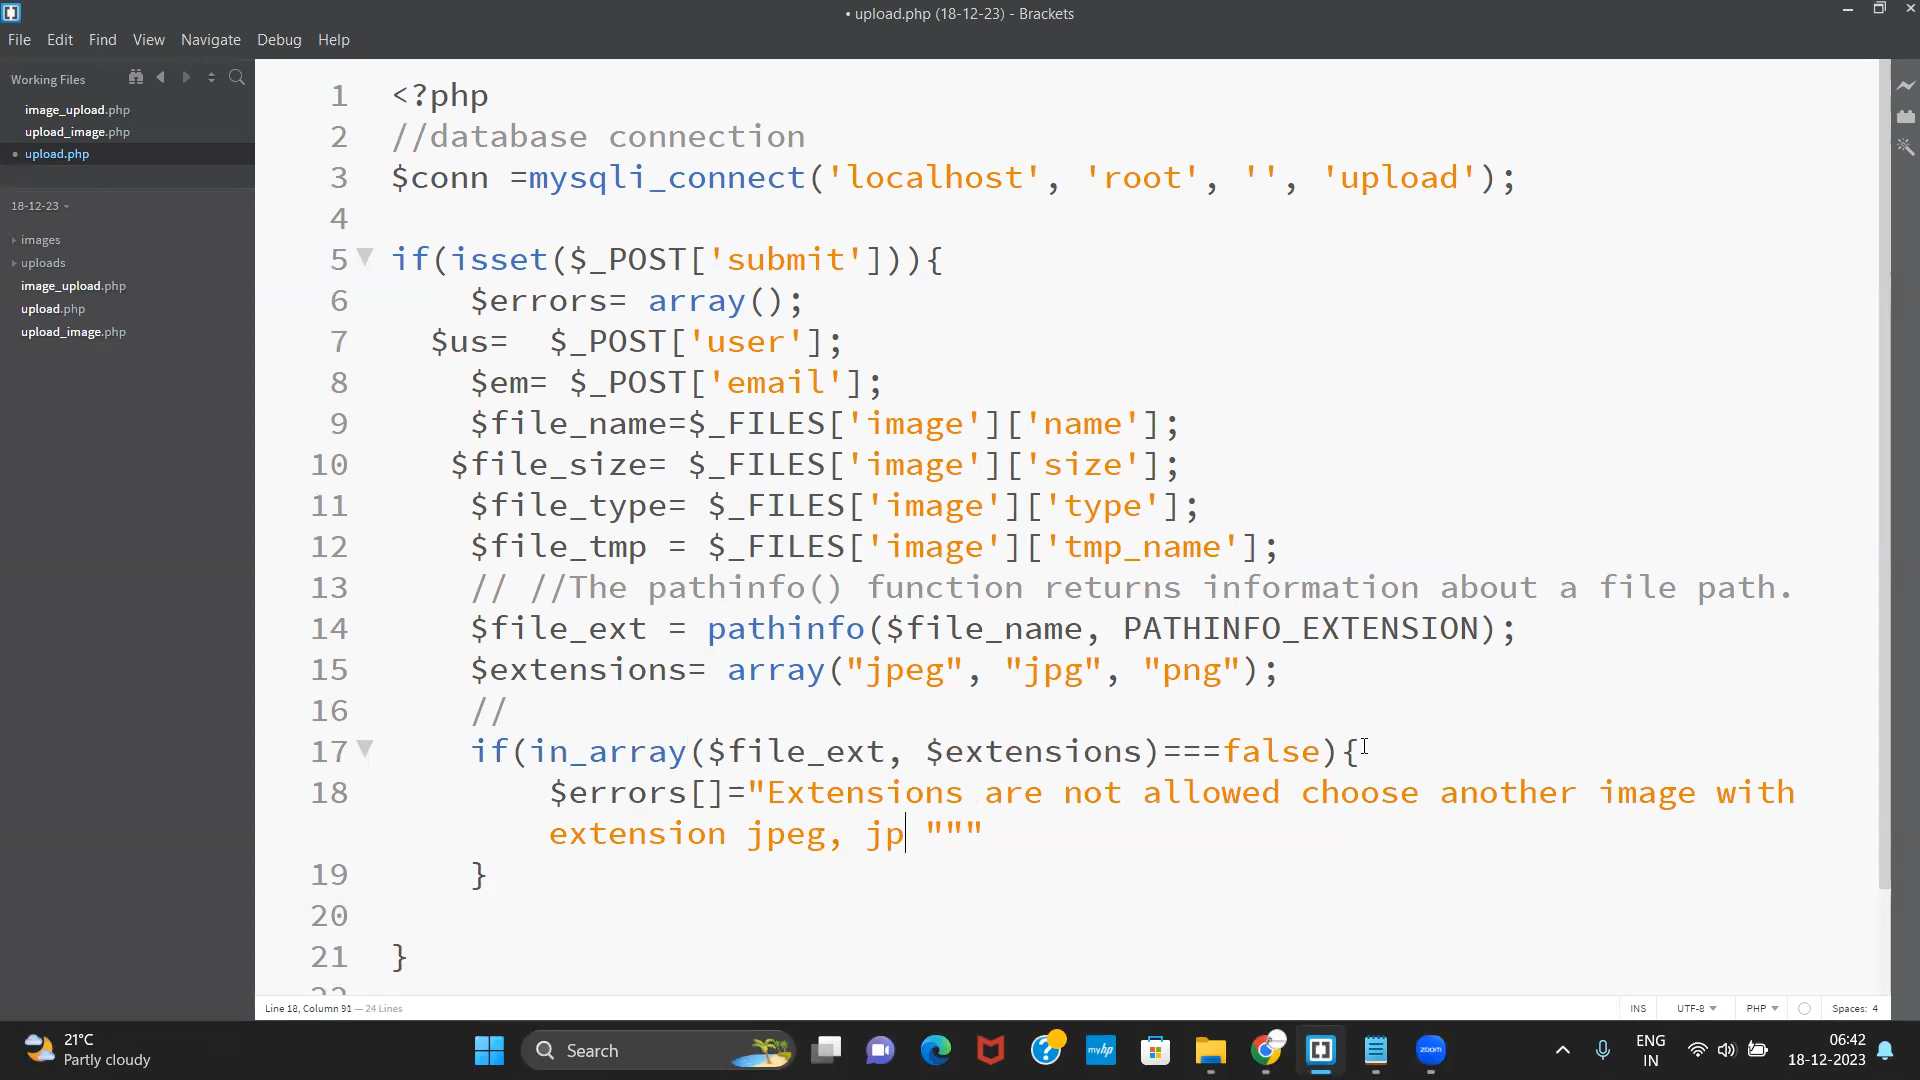 • upload.php (18-12-23) - Brackets
File Edit Find View Navigate Debug Help
Working Files
image_upload.php
upload_image.php
• upload.php
18-12-23
images
uploads
image_upload.php
upload.php
upload_image.php
1 <?php
2 //database connection
3 $conn =mysqli_connect('localhost', 'root', '', 'upload');
4
5 if(isset($_POST['submit'])){
6 $errors= array();
7 $us=  $_POST['user'];
8 $em= $_POST['email'];
9 $file_name=$_FILES['image']['name'];
10 $file_size= $_FILES['image']['size'];
11 $file_type= $_FILES['image']['type'];
12 $file_tmp = $_FILES['image']['tmp_name'];
13 // //The pathinfo() function returns information about a file path.
14 $file_ext = pathinfo($file_name, PATHINFO_EXTENSION);
15 $extensions= array("jpeg", "jpg", "png");
16 //
17 if(in_array($file_ext, $extensions)===false){
18 $errors[]="Extensions are not allowed choose another image with
extension jpeg, jp """
19 }
20
21 }
22
Line 18, Column 91 — 24 Lines
INS UTF-8 PHP Spaces: 4
21°C
Partly cloudy
Search
myhp
zoom
ENG
IN
06:42
18-12-2023